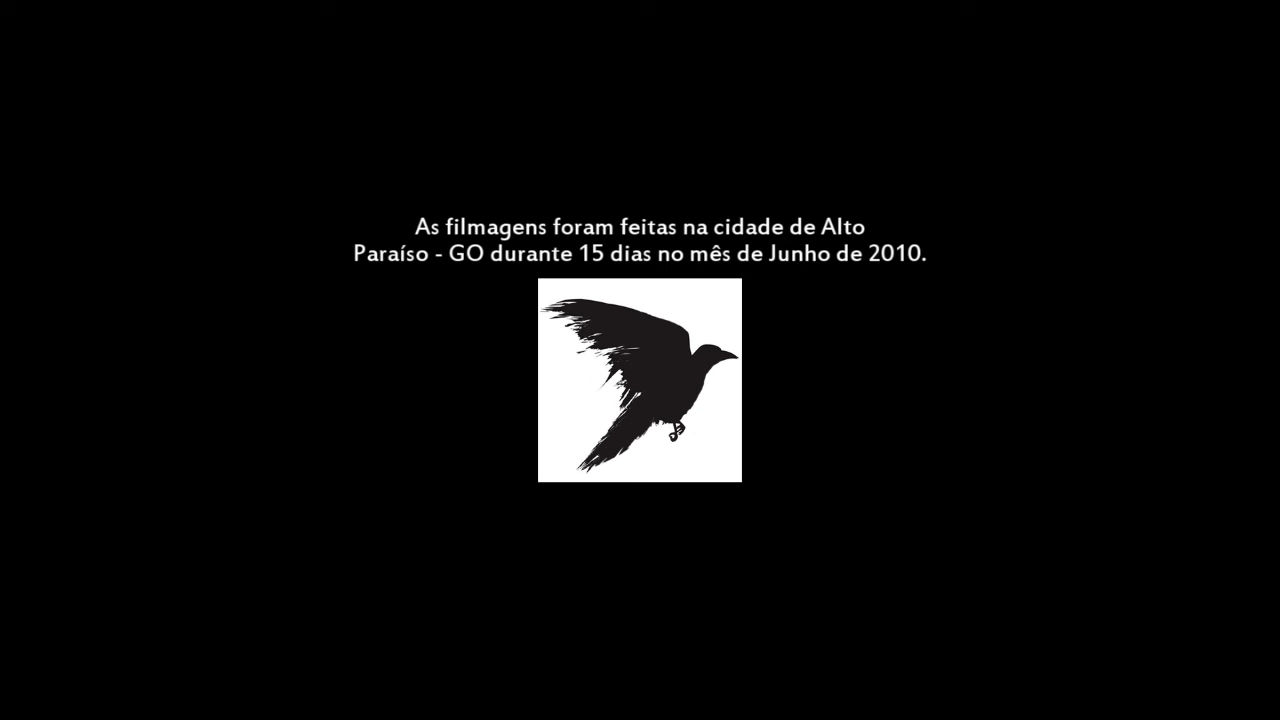 As filmagens foram feitas na cidade de Alto
Paraíso - GO durante 15 dias no mês de Junho de 2010.